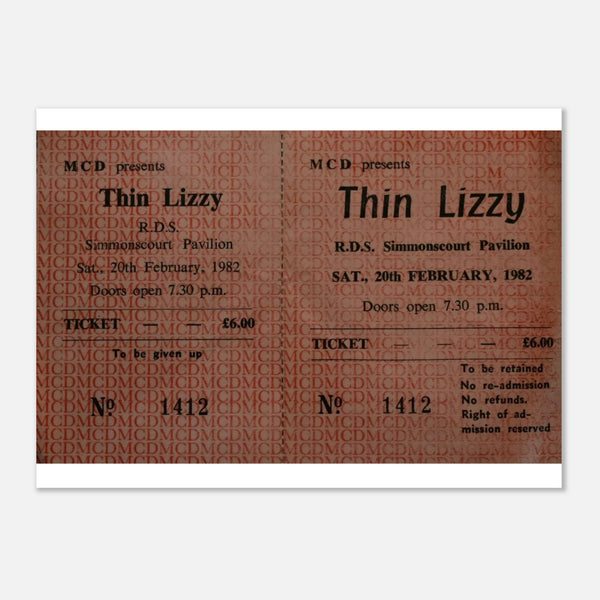 MCD presents
Thin Lizzy
R.D.S.
Simmonscourt Pavilion
Sat., 20th February, 1982
Doors open 7.30 p.m.
TICKET — — £6.00
To be given up
Nº 1412
MCD presents
Thin Lizzy
R.D.S. Simmonscourt Pavilion
SAT., 20th FEBRUARY, 1982
Doors open 7.30 p.m.
TICKET — — — £6.00
To be retained
No re-admission
No refunds.
Right of ad-
mission reserved
Nº 1412